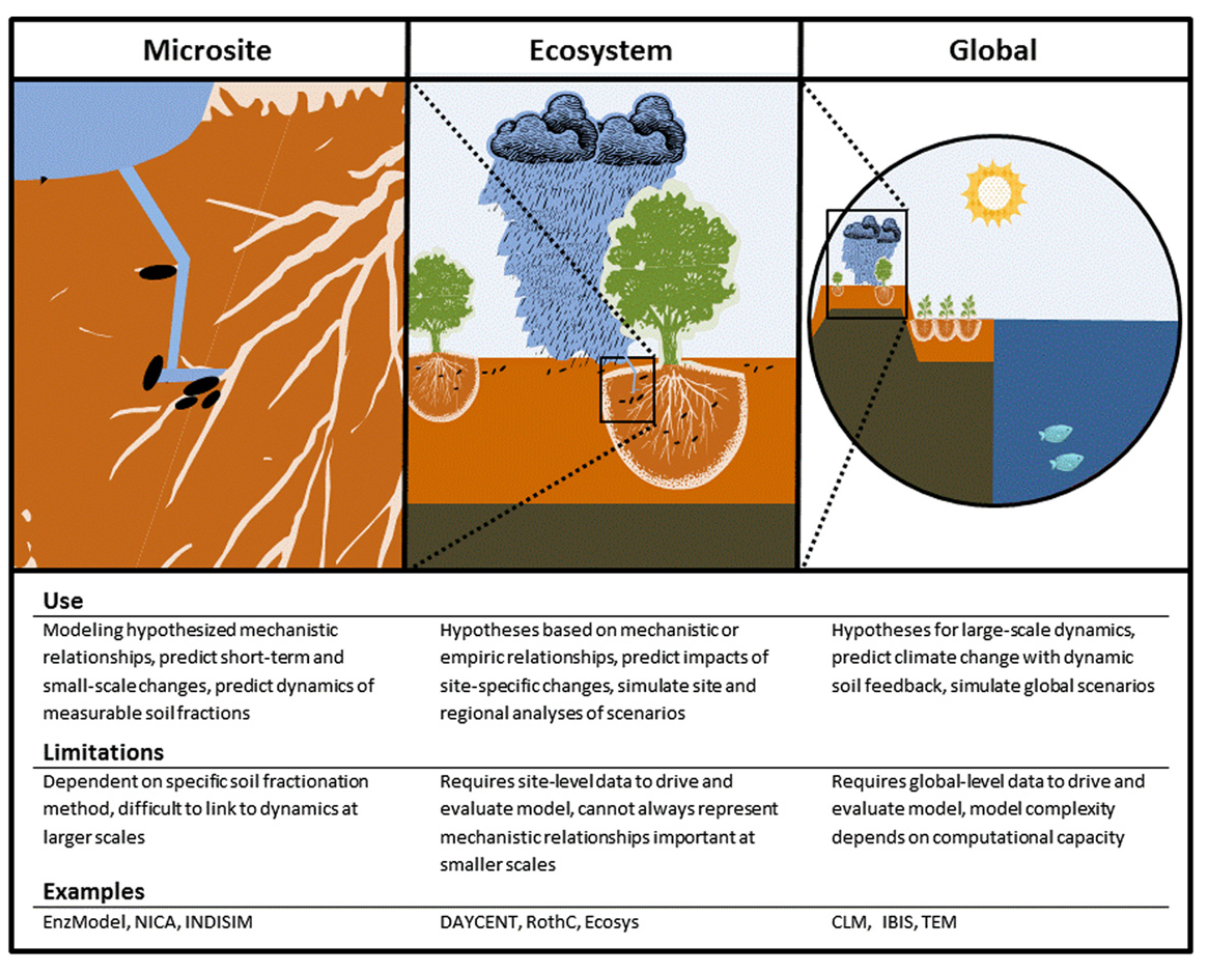 Microsite
Ecosystem
Global
Use
Modeling hypothesized mechanistic
relationships, predict short-term and
small-scale changes, predict dynamics of
measurable soil fractions
Hypotheses based on mechanistic or
empiric relationships, predict impacts of
site-specific changes, simulate site and
regional analyses of scenarios
Hypotheses for large-scale dynamics,
predict climate change with dynamic
soil feedback, simulate global scenarios
Limitations
Dependent on specific soil fractionation
method, difficult to link to dynamics at
larger scales
Requires site-level data to drive and
evaluate model, cannot always represent
mechanistic relationships important at
smaller scales
Requires global-level data to drive and
evaluate model, model complexity
depends on computational capacity
Examples
EnzModel, NICA, INDISIM
DAYCENT, RothC, Ecosys
CLM, IBIS, TEM